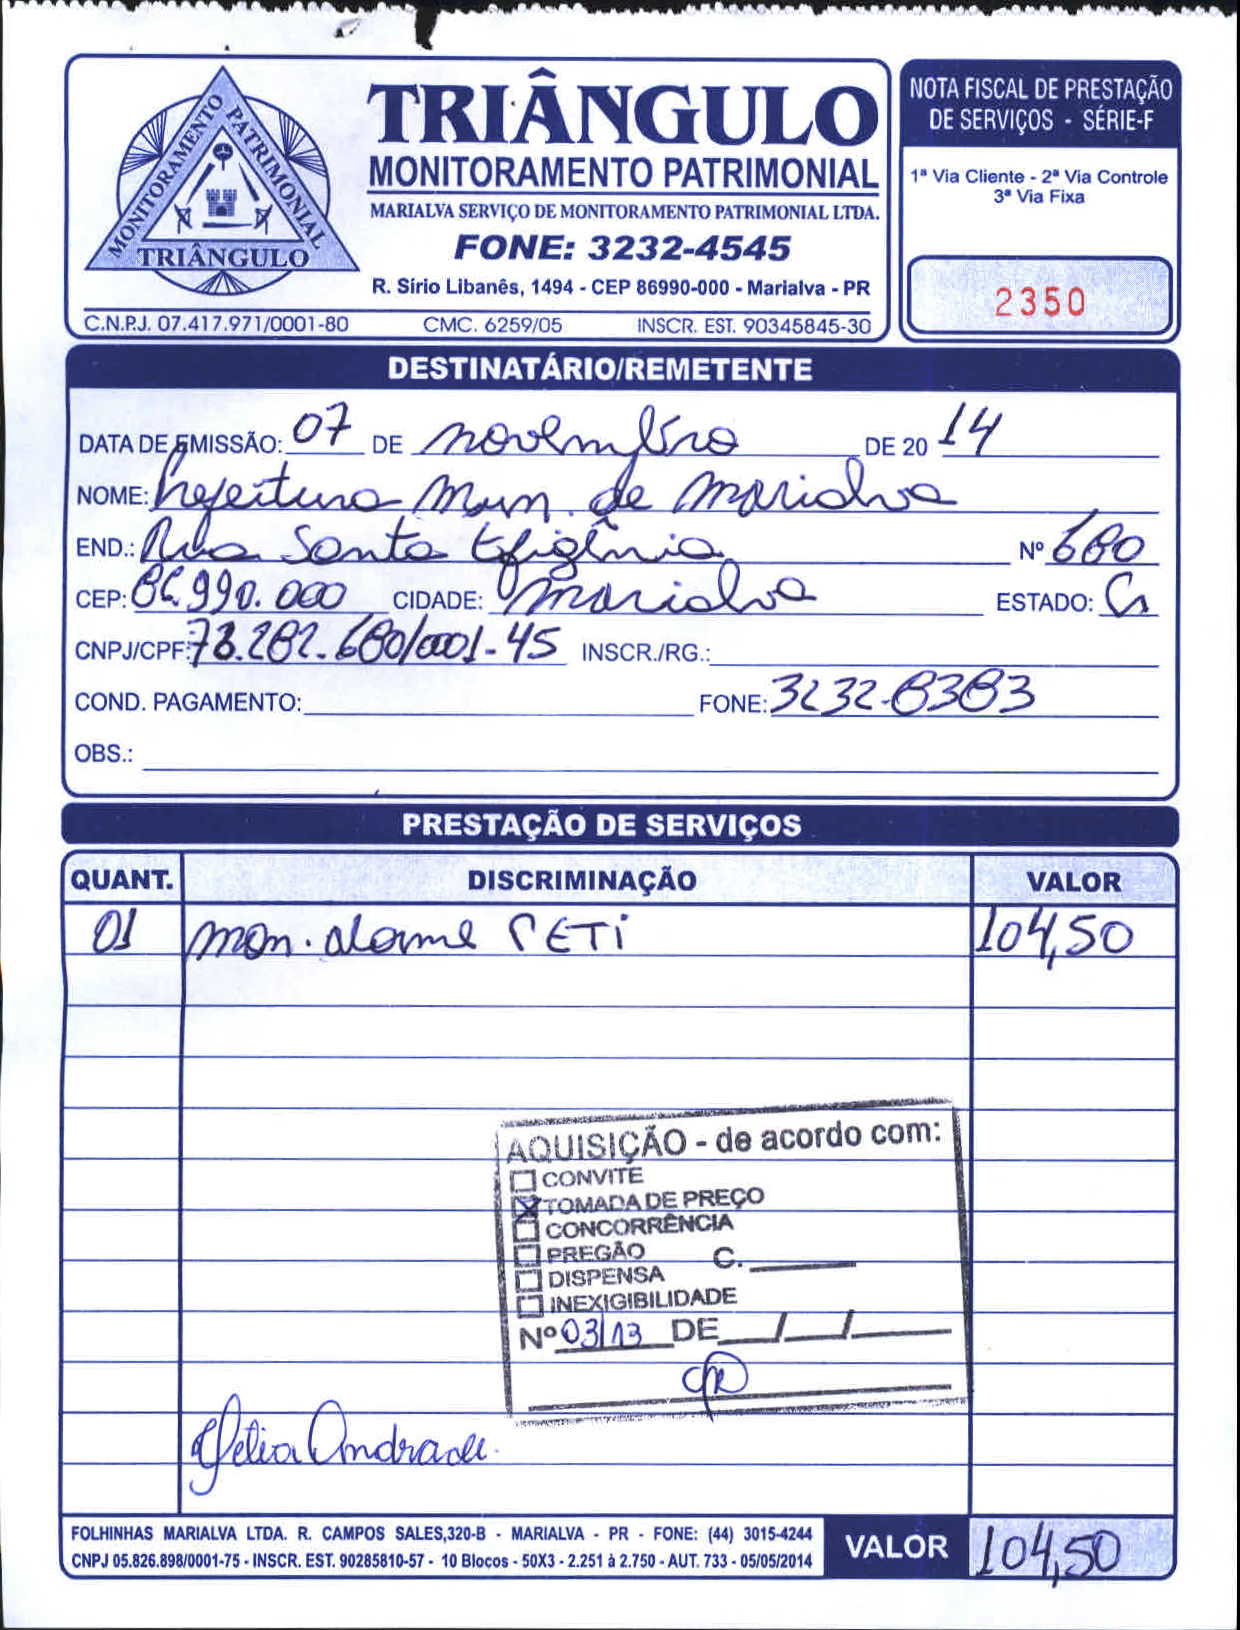 MONITORAMENTO PATRIMONIAL
TRIÂNGULO
TRIÂNGULO
MONITORAMENTO PATRIMONIAL
MARIALVA SERVIÇO DE MONITORAMENTO PATRIMONIAL LTDA.
FONE: 3232-4545
R. Sírio Libanês, 1494 - CEP 86990-000 - Marialva - PR
C.N.P.J. 07.417.971/0001-80 CMC. 6259/05 INSCR. EST. 90345845-30
NOTA FISCAL DE PRESTAÇÃO
DE SERVIÇOS - SÉRIE-F
1ª Via Cliente - 2ª Via Controle
3ª Via Fixa
2350
DESTINATÁRIO/REMETENTE
DATA DE EMISSÃO: 07 DE novembro DE 20 14
NOME: Prefeitura Mun. de Marialva
END.: Rua Santa Efigênia Nº 680
CEP: 86.990.000 CIDADE: Marialva ESTADO:
CNPJ/CPF: 78.282.680/0001-45 INSCR./RG.:
COND. PAGAMENTO: FONE: 3232-8383
OBS.:
PRESTAÇÃO DE SERVIÇOS
QUANT. DISCRIMINAÇÃO VALOR
01 Mon. alarme PETI 104,50
AQUISIÇÃO - de acordo com:
CONVITE
TOMADA DE PREÇO
CONCORRÊNCIA
PREGÃO C.
DISPENSA
INEXIGIBILIDADE
Nº 03/13 DE / /
Andrade
FOLHINHAS MARIALVA LTDA. R. CAMPOS SALES,320-B - MARIALVA - PR - FONE: (44) 3015-4244
CNPJ 05.826.898/0001-75 - INSCR. EST. 90285810-57 - 10 Blocos - 50X3 - 2.251 à 2.750 - AUT. 733 - 05/05/2014
VALOR 104,50